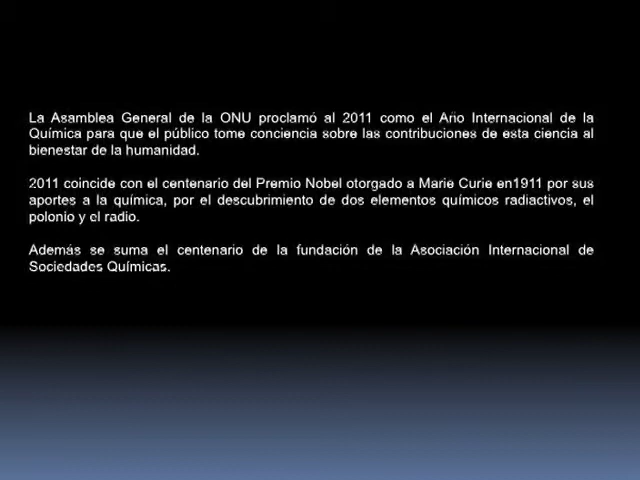 La Asamblea General de la ONU proclamó al 2011 como el Año Internacional de la
Química para que el público tome conciencia sobre las contribuciones de esta ciencia al
bienestar de la humanidad.
2011 coincide con el centenario del Premio Nobel otorgado a Marie Curie en1911 por sus
aportes a la química, por el descubrimiento de dos elementos químicos radiactivos, el
polonio y el radio.
Además se suma el centenario de la fundación de la Asociación Internacional de
Sociedades Químicas.